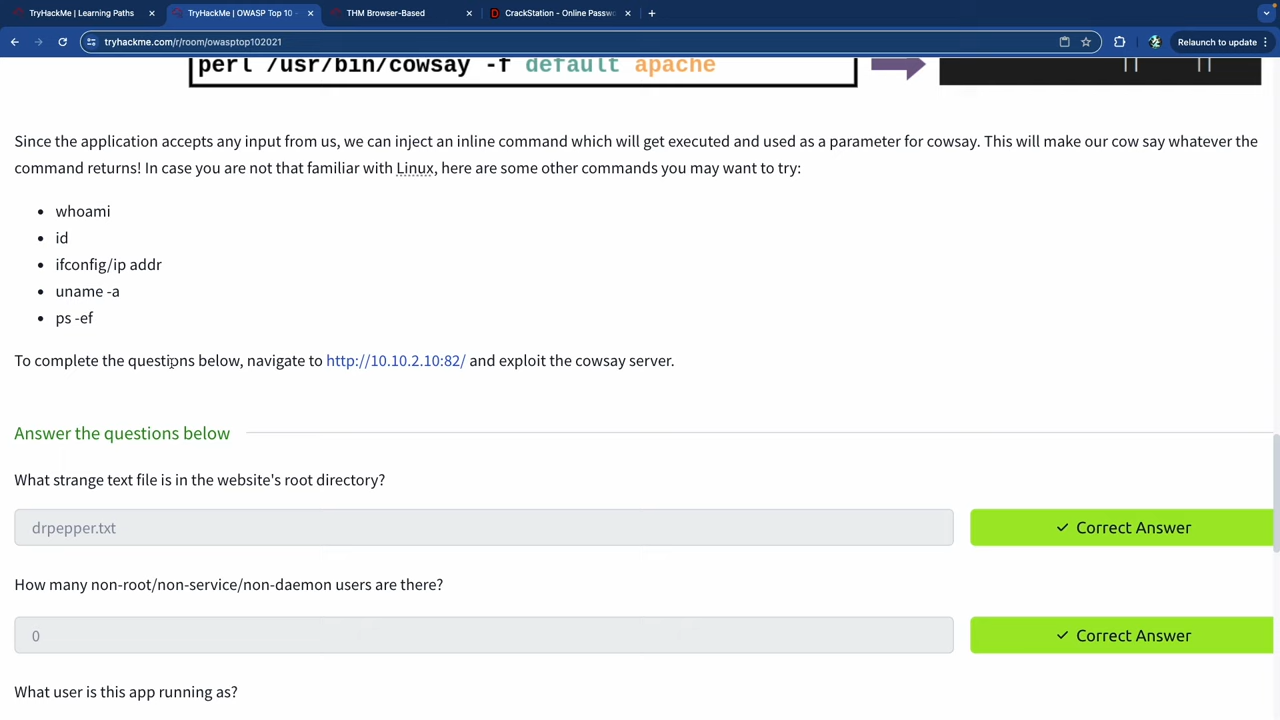 TryHackMe | Learning Paths
TryHackMe | OWASP Top 10 -
THM Browser-Based
CrackStation - Online Passwo
tryhackme.com/r/room/owasptop102021
Relaunch to update
perl /usr/bin/cowsay -f default apache
Since the application accepts any input from us, we can inject an inline command which will get executed and used as a parameter for cowsay. This will make our cow say whatever the
command returns! In case you are not that familiar with Linux, here are some other commands you may want to try:
• whoami
• id
• ifconfig/ip addr
• uname -a
• ps -ef
To complete the questions below, navigate to http://10.10.2.10:82/ and exploit the cowsay server.
Answer the questions below
What strange text file is in the website's root directory?
drpepper.txt
✓ Correct Answer
How many non-root/non-service/non-daemon users are there?
0
✓ Correct Answer
What user is this app running as?